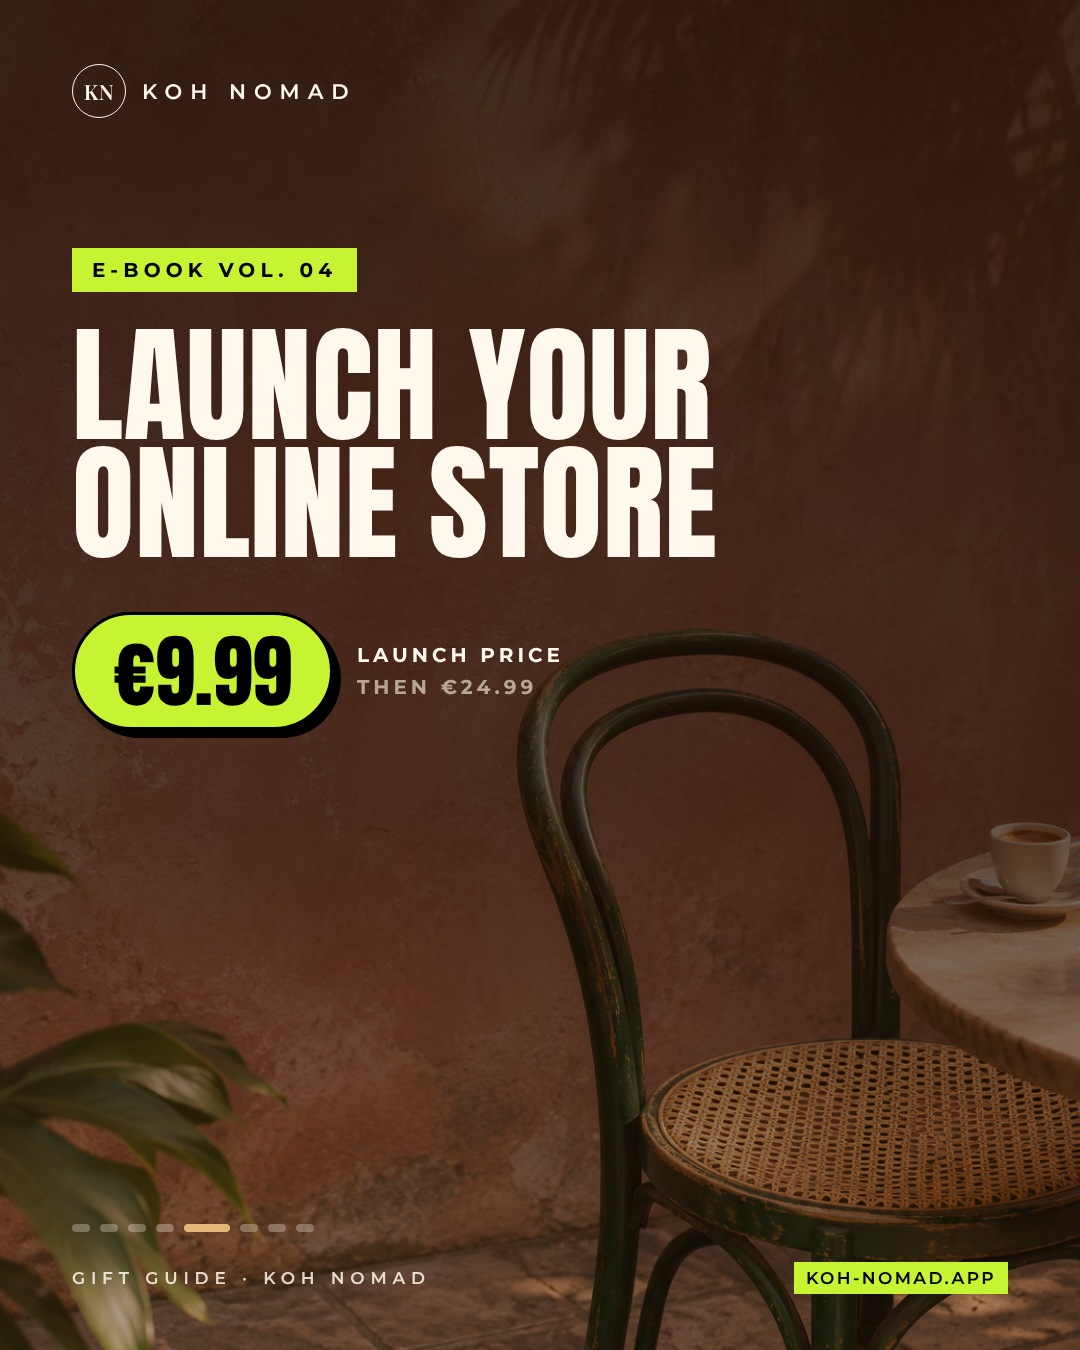 KN KOH NOMAD
E-BOOK VOL. 04
LAUNCH YOUR
ONLINE STORE
€9.99
LAUNCH PRICE
THEN €24.99
GIFT GUIDE · KOH NOMAD
KOH-NOMAD.APP